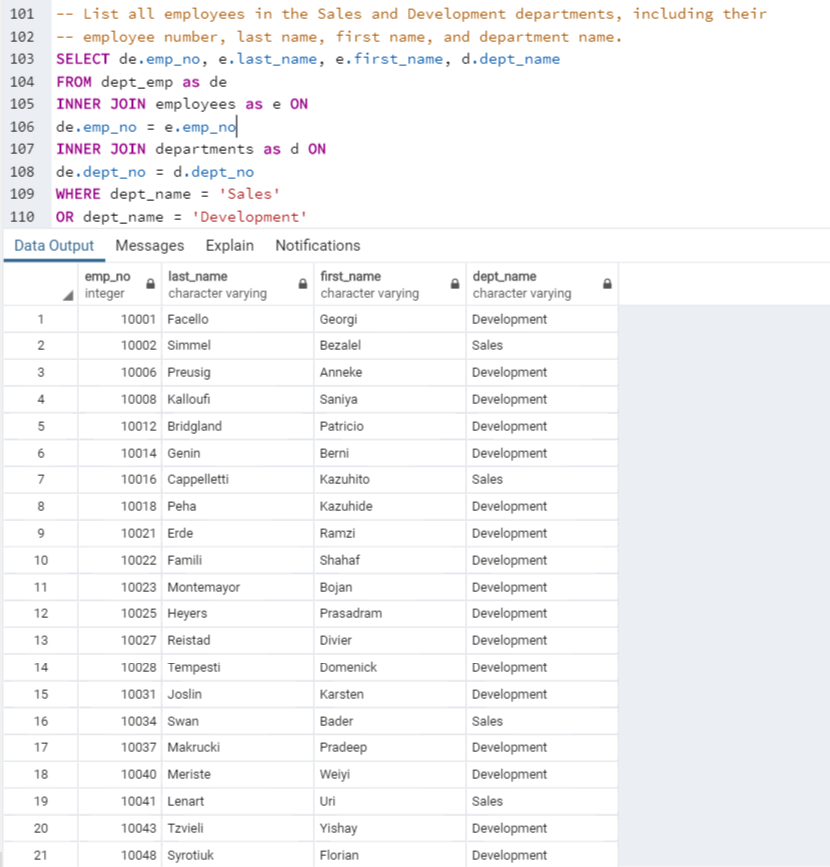 101 -- List all employees in the Sales and Development departments, including their
102 -- employee number, last name, first name, and department name.
103 SELECT de.emp_no, e.last_name, e.first_name, d.dept_name
104 FROM dept_emp as de
105 INNER JOIN employees as e ON
106 de.emp_no = e.emp_no
107 INNER JOIN departments as d ON
108 de.dept_no = d.dept_no
109 WHERE dept_name = 'Sales'
110 OR dept_name = 'Development'
Data Output Messages Explain Notifications
emp_no last_name first_name dept_name
integer character varying character varying character varying
1 10001 Facello Georgi Development
2 10002 Simmel Bezalel Sales
3 10006 Preusig Anneke Development
4 10008 Kalloufi Saniya Development
5 10012 Bridgland Patricio Development
6 10014 Genin Berni Development
7 10016 Cappelletti Kazuhito Sales
8 10018 Peha Kazuhide Development
9 10021 Erde Ramzi Development
10 10022 Famili Shahaf Development
11 10023 Montemayor Bojan Development
12 10025 Heyers Prasadram Development
13 10027 Reistad Divier Development
14 10028 Tempesti Domenick Development
15 10031 Joslin Karsten Development
16 10034 Swan Bader Sales
17 10037 Makrucki Pradeep Development
18 10040 Meriste Weiyi Development
19 10041 Lenart Uri Sales
20 10043 Tzvieli Yishay Development
21 10048 Syrotiuk Florian Development